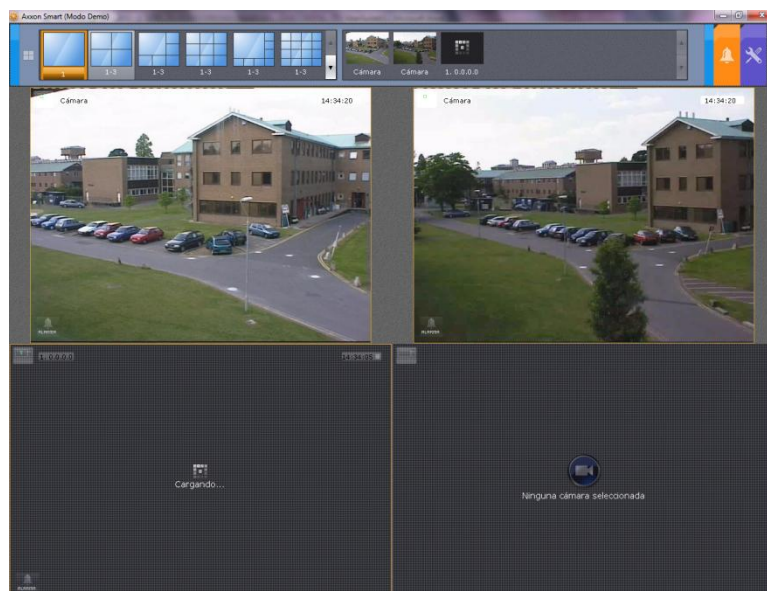 Axxon Smart (Modo Demo)
1
1-3
1-3
1-3
1-3
1-3
Cámara
Cámara
1. 0.0.0.0
Cámara
14:34:20
Cámara
14:34:20
1. 0.0.0.0
14:34:05
Cargando...
Ninguna cámara seleccionada